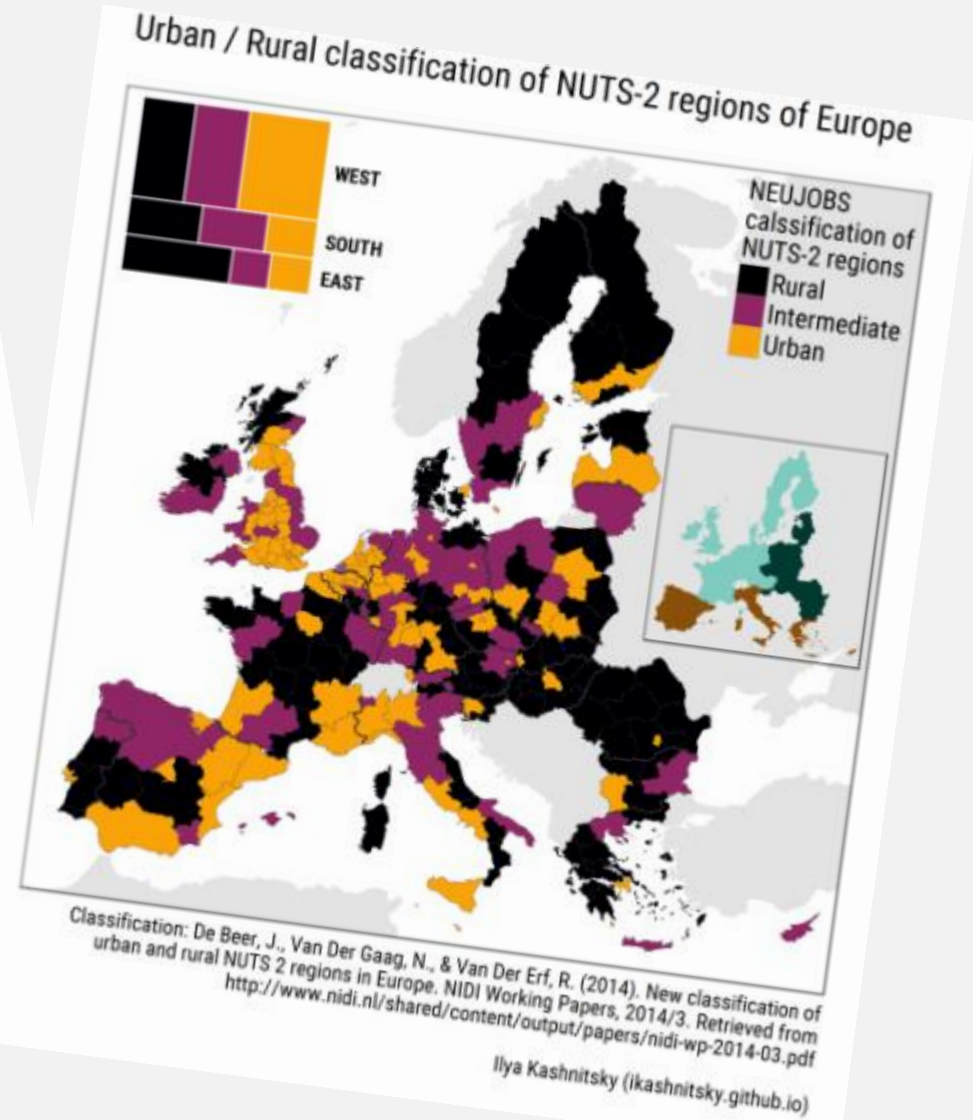 Urban / Rural classification of NUTS-2 regions of Europe
WEST
SOUTH
EAST
NEUJOBS
calssification of
NUTS-2 regions
Rural
Intermediate
Urban
Classification: De Beer, J., Van Der Gaag, N., & Van Der Erf, R. (2014). New classification of
urban and rural NUTS 2 regions in Europe. NIDI Working Papers, 2014/3. Retrieved from
http://www.nidi.nl/shared/content/output/papers/nidi-wp-2014-03.pdf
Ilya Kashnitsky (ikashnitsky.github.io)